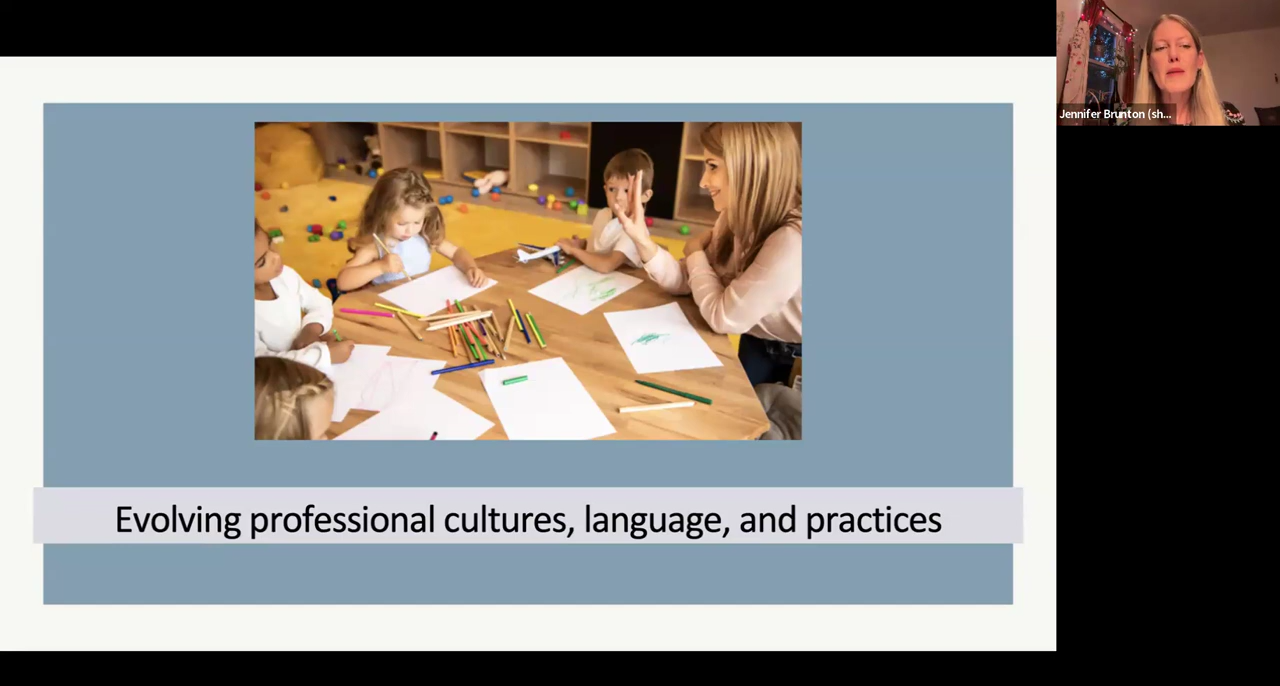 Jennifer Brunton (sh...
Evolving professional cultures, language, and practices